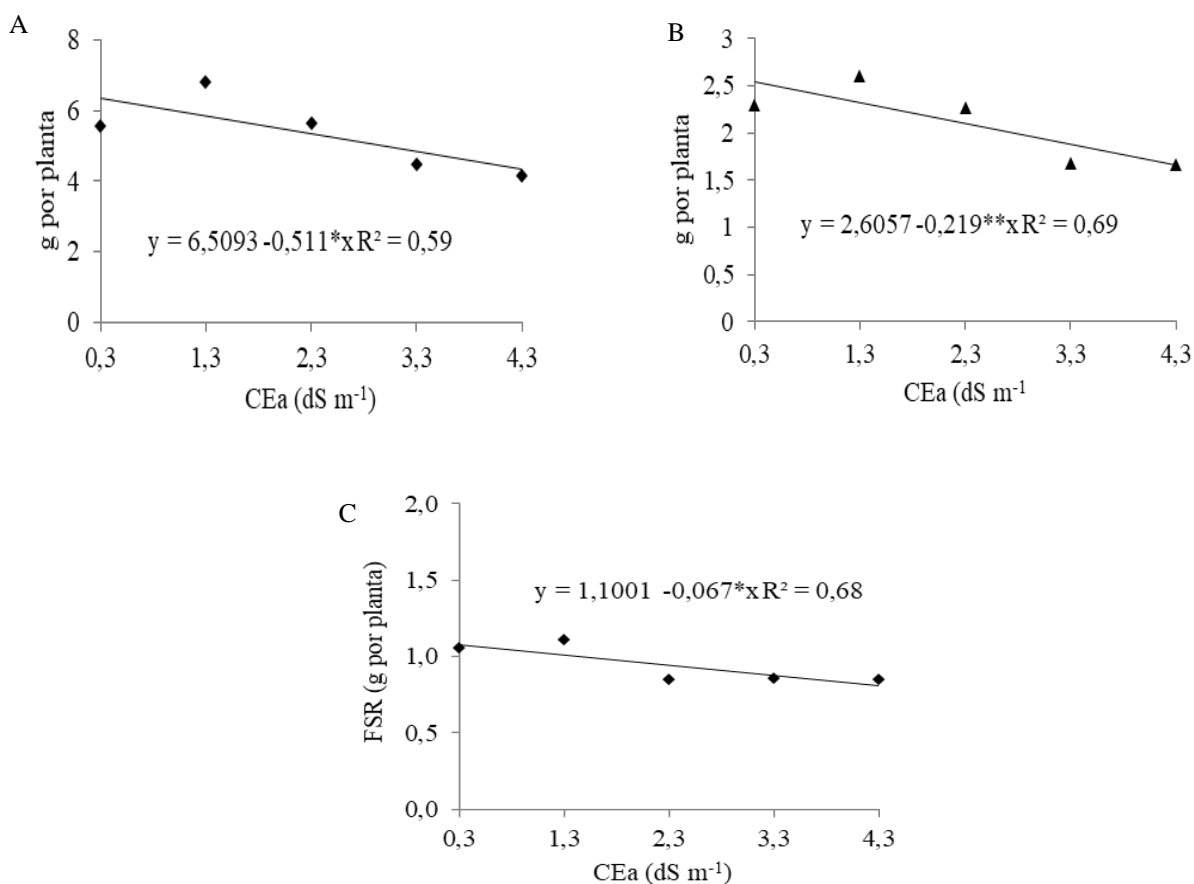 A
8
6
4
2
0
g por planta
y = 6,5093 -0,511*x R² = 0,59
0,3 1,3 2,3 3,3 4,3
CEa (dS m⁻¹)
B
3
2,5
2
1,5
1
0,5
0
g por planta
y = 2,6057 -0,219**x R² = 0,69
0,3 1,3 2,3 3,3 4,3
CEa (dS m⁻¹
C
2,0
1,5
1,0
0,5
0,0
FSR (g por planta)
y = 1,1001 -0,067*x R² = 0,68
0,3 1,3 2,3 3,3 4,3
CEa (dS m⁻¹)